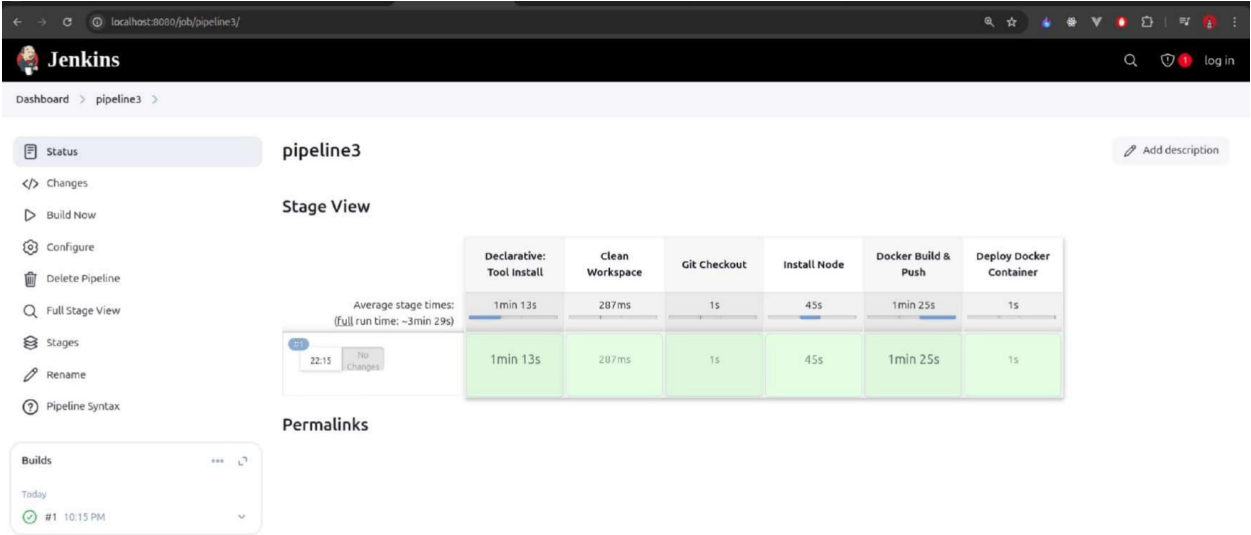 localhost:8080/job/pipeline3/
Jenkins
1
log in
Dashboard > pipeline3 >
Status
Changes
Build Now
Configure
Delete Pipeline
Full Stage View
Stages
Rename
Pipeline Syntax
Builds
Today
#1 10:15 PM
pipeline3
Add description
Stage View
Declarative:
Tool Install
Clean
Workspace
Git Checkout
Install Node
Docker Build &
Push
Deploy Docker
Container
Average stage times:
(Full run time: ~3min 29s)
1min 13s
287ms
1s
45s
1min 25s
1s
#1
22:15
No
Changes
1min 13s
287ms
1s
45s
1min 25s
1s
Permalinks